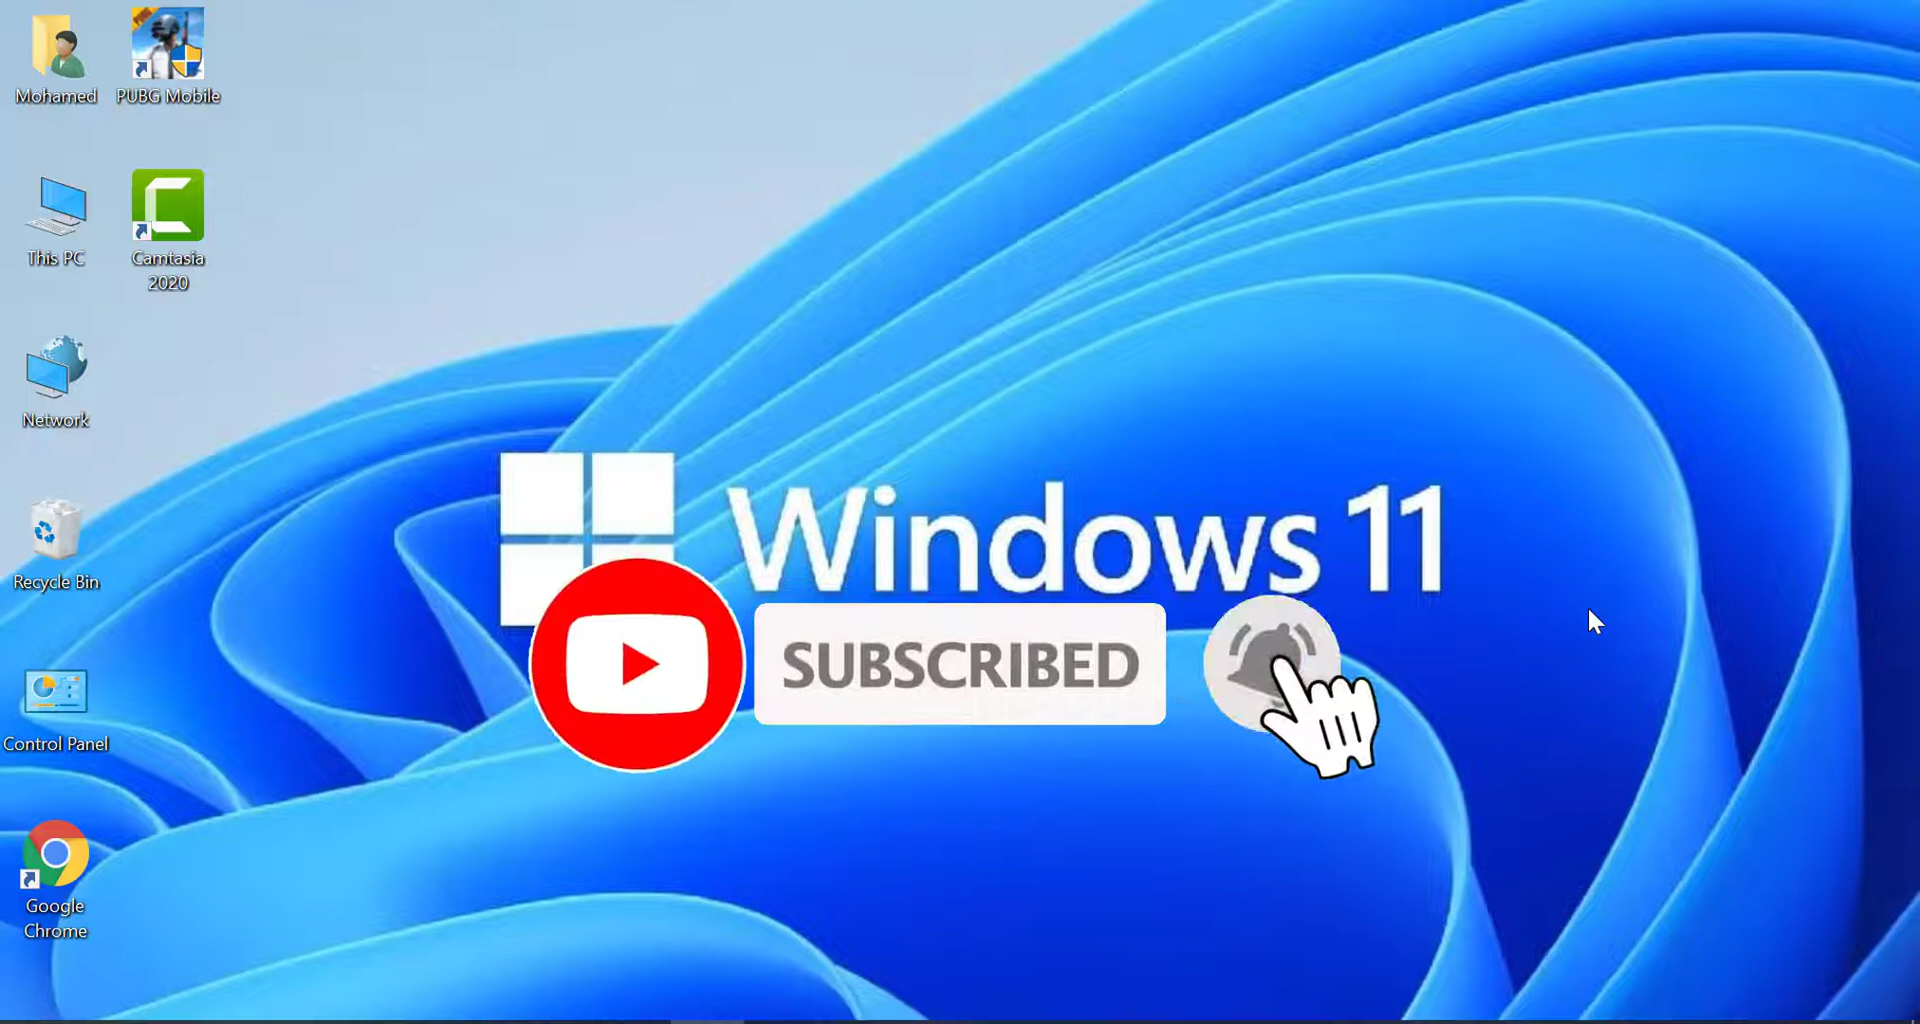 Mohamed
PUBG Mobile
This PC
Camtasia
2020
Network
Recycle Bin
Control Panel
Google
Chrome
Windows 11
SUBSCRIBED